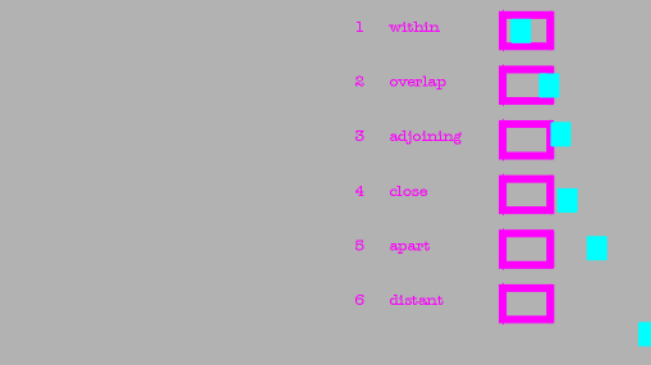 1 within
2 overlap
3 adjoining
4 close
5 apart
6 distant